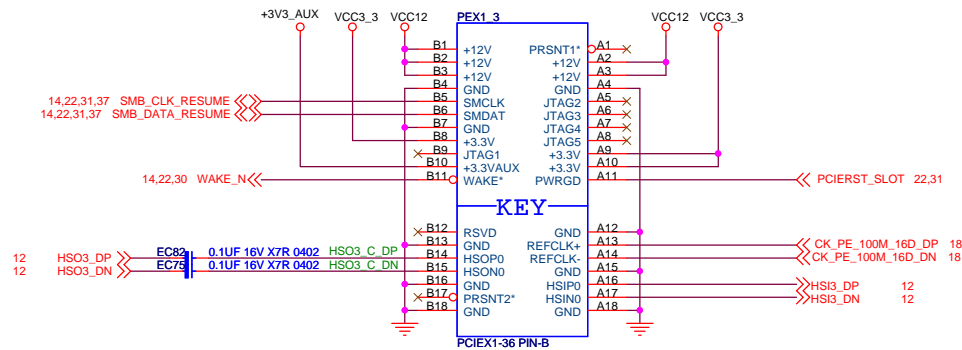 +3V3_AUX VCC3_3 VCC12 PEX1_3 VCC12 VCC3_3
B1 +12V PRSNT1* A1
B2 +12V +12V A2
B3 +12V +12V A3
B4 GND GND A4
14,22,31,37 SMB_CLK_RESUME B5 SMCLK JTAG2 A5
14,22,31,37 SMB_DATA_RESUME B6 SMDAT JTAG3 A6
B7 GND JTAG4 A7
B8 +3.3V JTAG5 A8
B9 JTAG1 +3.3V A9
B10 +3.3VAUX +3.3V A10
14,22,30 WAKE_N B11 WAKE* PWRGD A11 PCIERST_SLOT 22,31
KEY
B12 RSVD GND A12
B13 GND REFCLK+ A13 CK_PE_100M_16D_DP 18
12 HSO3_DP EC82 0.1UF 16V X7R 0402 HSO3_C_DP B14 HSOP0 REFCLK- A14 CK_PE_100M_16D_DN 18
12 HSO3_DN EC75 0.1UF 16V X7R 0402 HSO3_C_DN B15 HSON0 GND A15
B16 GND HSIP0 A16 HSI3_DP 12
B17 PRSNT2* HSIN0 A17 HSI3_DN 12
B18 GND GND A18
PCIEX1-36 PIN-B